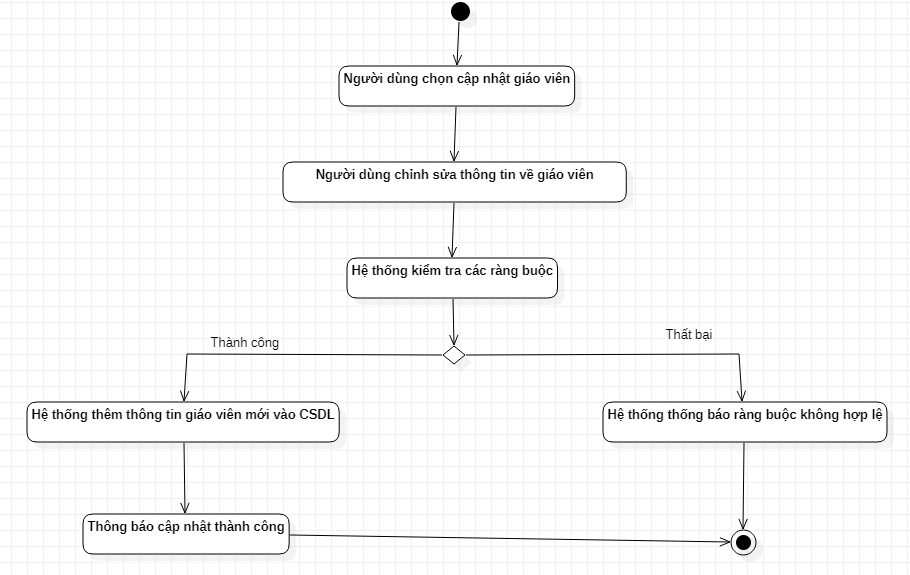 Người dùng chọn cập nhật giáo viên
Người dùng chỉnh sửa thông tin về giáo viên
Hệ thống kiểm tra các ràng buộc
Thành công
Thất bại
Hệ thống thêm thông tin giáo viên mới vào CSDL
Hệ thống thống báo ràng buộc không hợp lệ
Thông báo cập nhật thành công